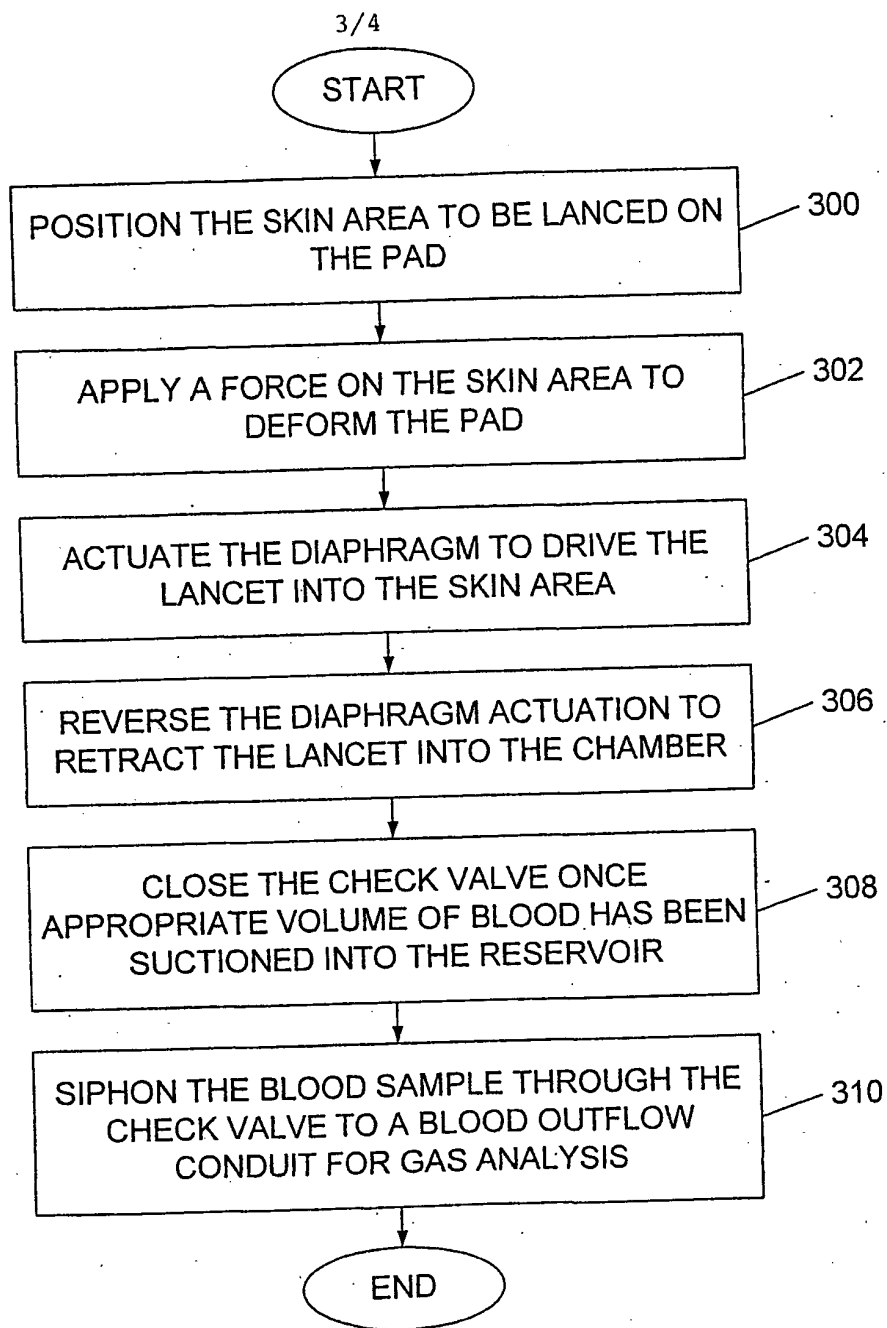 3/4
START
POSITION THE SKIN AREA TO BE LANCED ON
THE PAD
300
APPLY A FORCE ON THE SKIN AREA TO
DEFORM THE PAD
302
ACTUATE THE DIAPHRAGM TO DRIVE THE
LANCET INTO THE SKIN AREA
304
REVERSE THE DIAPHRAGM ACTUATION TO
RETRACT THE LANCET INTO THE CHAMBER
306
CLOSE THE CHECK VALVE ONCE
APPROPRIATE VOLUME OF BLOOD HAS BEEN
SUCTIONED INTO THE RESERVOIR
308
SIPHON THE BLOOD SAMPLE THROUGH THE
CHECK VALVE TO A BLOOD OUTFLOW
CONDUIT FOR GAS ANALYSIS
310
END